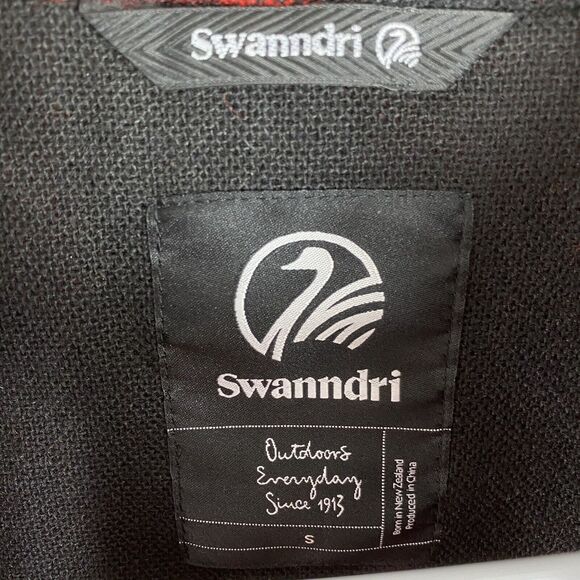 Swanndri
Swanndri
Outdoors
Everyday
Since 1913
S
Born in New Zealand
Produced in China